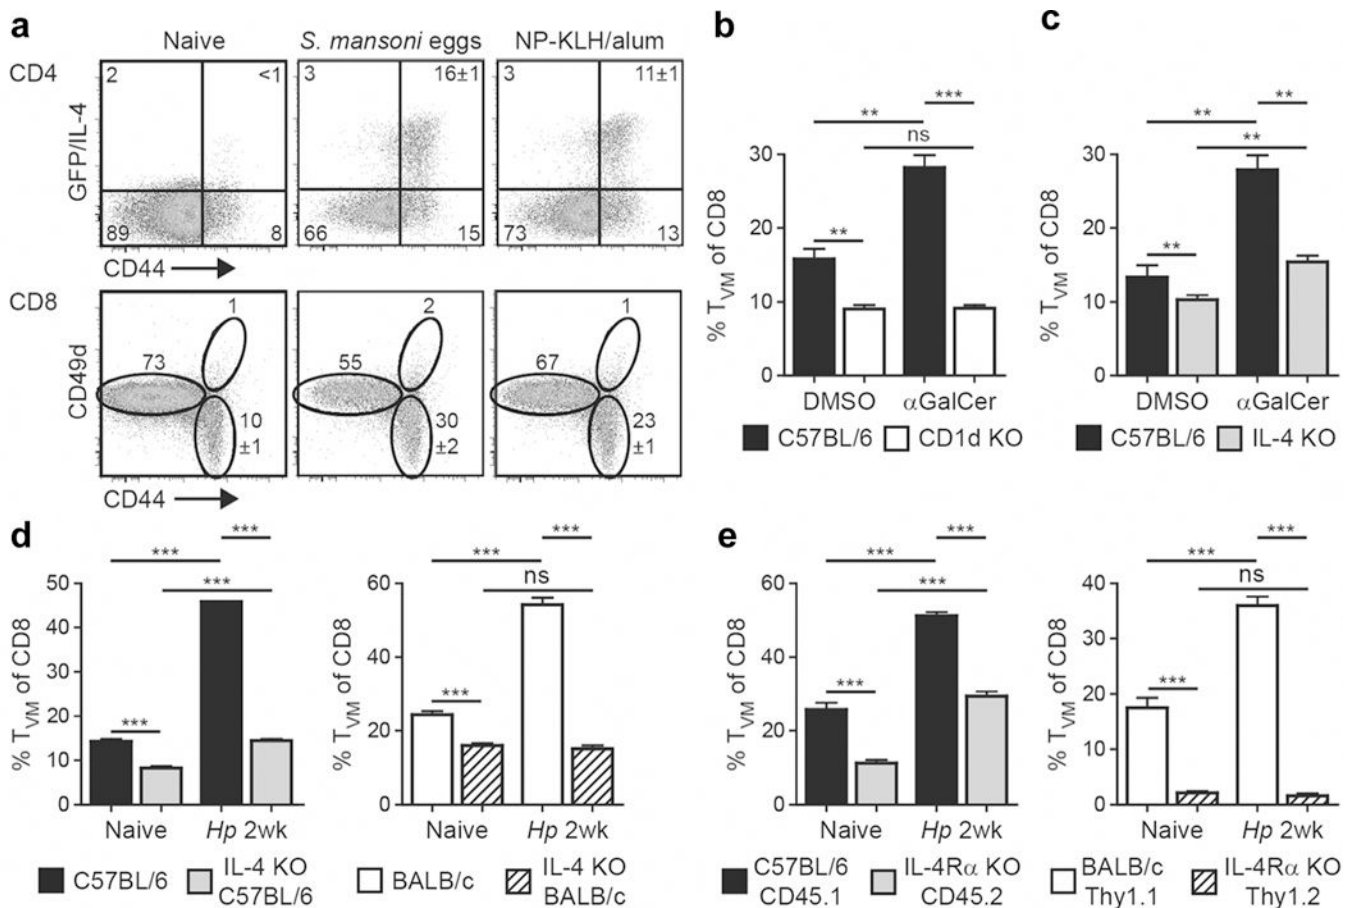 a
Naive
S. mansoni eggs
NP-KLH/alum
CD4
GFP/IL-4
2
<1
89
8
3
16±1
66
15
3
11±1
73
13
CD44
CD8
CD49d
73
1
10
±1
55
2
30
±2
67
1
23
±1
CD44
b
% TVM of CD8
30
20
10
0
***
**
ns
**
DMSO
αGalCer
C57BL/6
CD1d KO
c
% TVM of CD8
30
20
10
0
**
**
**
**
DMSO
αGalCer
C57BL/6
IL-4 KO
d
% TVM of CD8
50
40
30
20
10
0
***
***
***
***
Naive
Hp 2wk
C57BL/6
IL-4 KO
C57BL/6
% TVM of CD8
60
40
20
0
***
***
ns
***
Naive
Hp 2wk
BALB/c
IL-4 KO
BALB/c
e
% TVM of CD8
60
40
20
0
***
***
***
***
Naive
Hp 2wk
C57BL/6
CD45.1
IL-4Rα KO
CD45.2
% TVM of CD8
40
30
20
10
0
***
***
ns
***
Naive
Hp 2wk
BALB/c
Thy1.1
IL-4Rα KO
Thy1.2